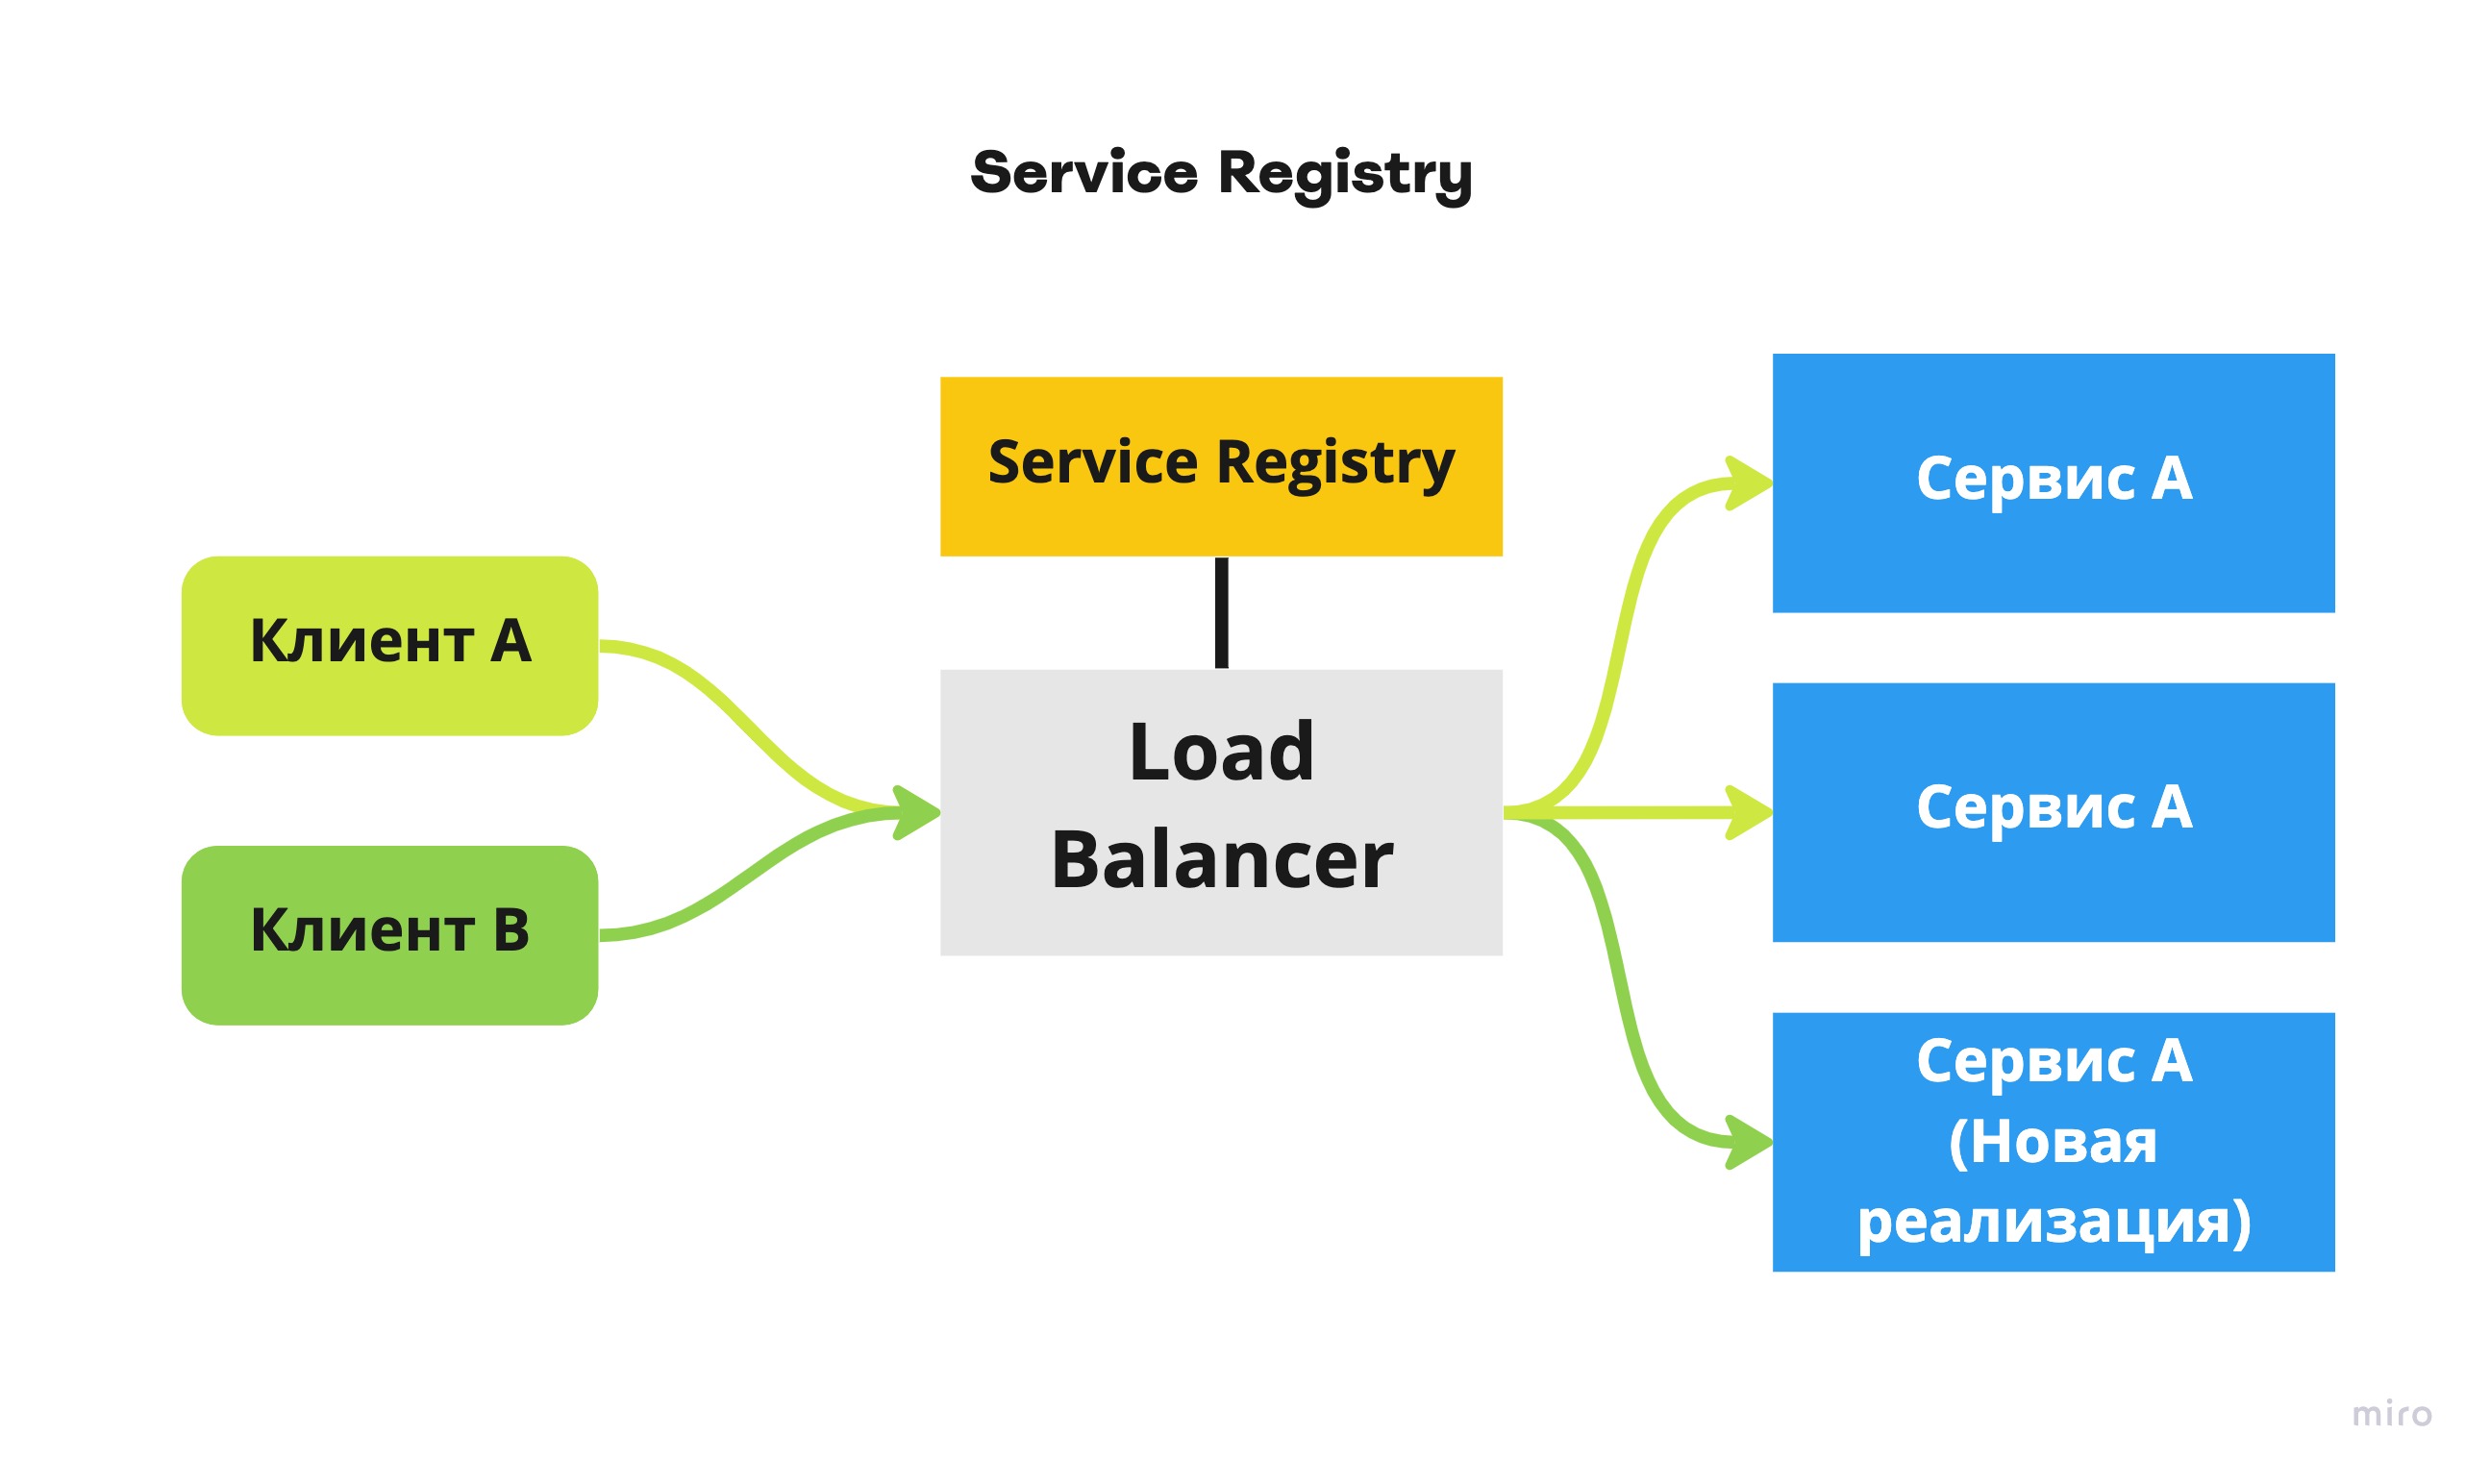 Service Registry
Service Registry
Клиент A
Клиент B
Load
Balancer
Сервис A
Сервис A
Сервис A
(Новая
реализация)
miro